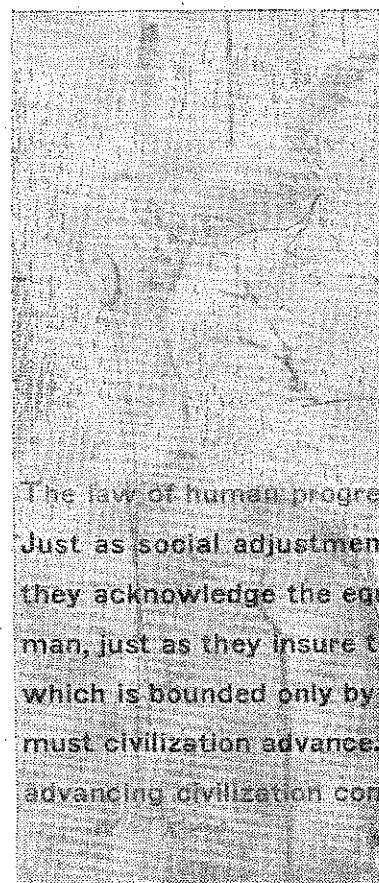 The law of human progre
Just as social adjustmen
they acknowledge the equ
man, just as they insure t
which is bounded only by
must civilization advance.
advancing civilization con